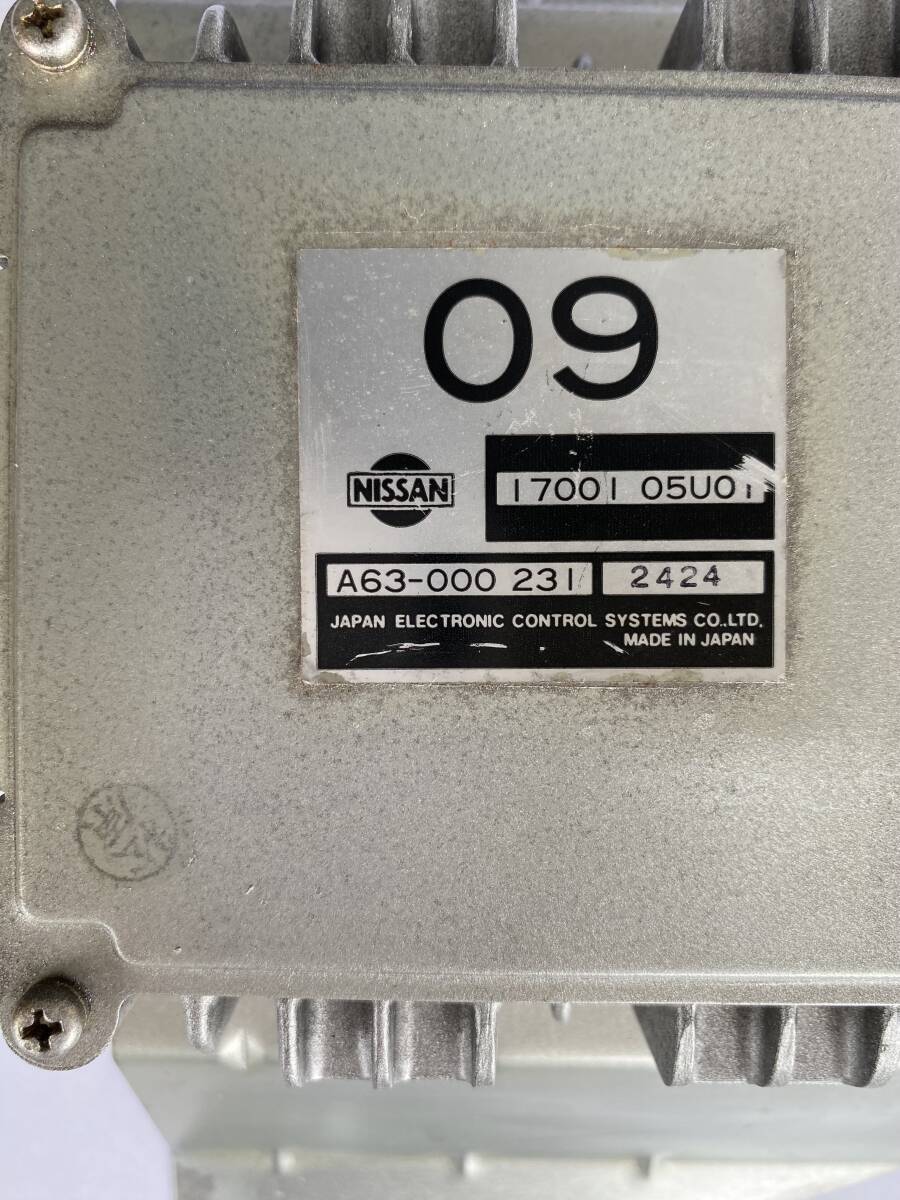 09
NISSAN
17001 05U01
A63-000 231
2424
JAPAN ELECTRONIC CONTROL SYSTEMS CO.,LTD.
MADE IN JAPAN